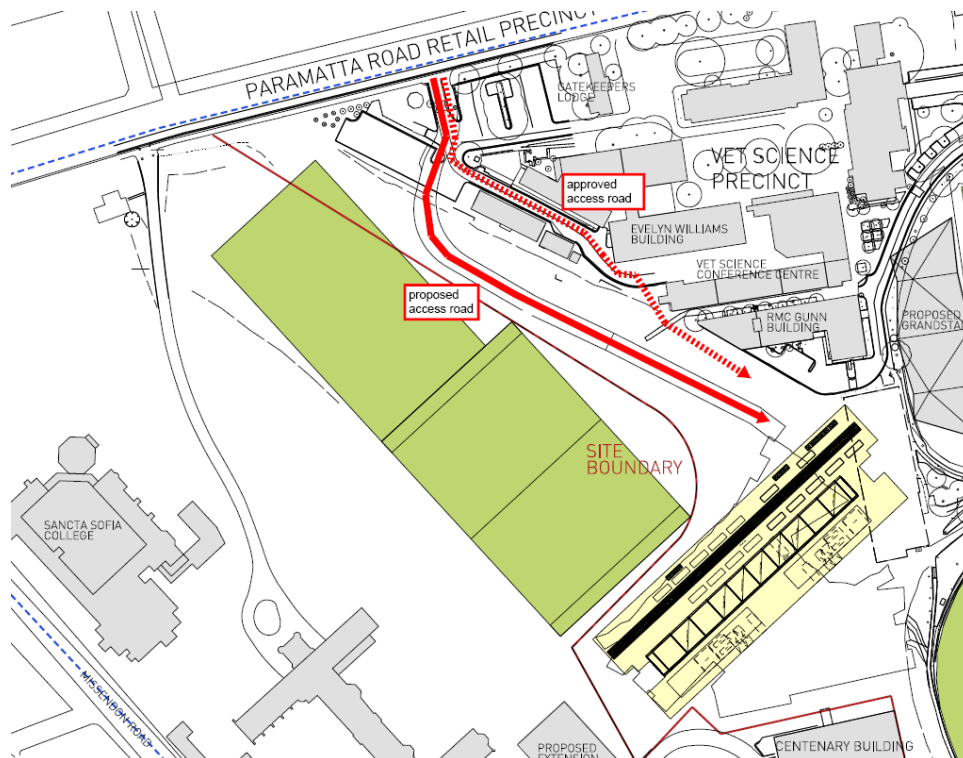 PARAMATTA ROAD RETAIL PRECINCT
GATEKEEPERS
LODGE
VET SCIENCE
PRECINCT
approved
access road
EVELYN WILLIAMS
BUILDING
VET SCIENCE
CONFERENCE CENTRE
proposed
access road
RMC GUNN
BUILDING
PROPOSED
GRANDSTA
SITE
BOUNDARY
SANCTA SOFIA
COLLEGE
MISSENDON ROAD
PROPOSED
EXTENSION
CENTENARY BUILDING